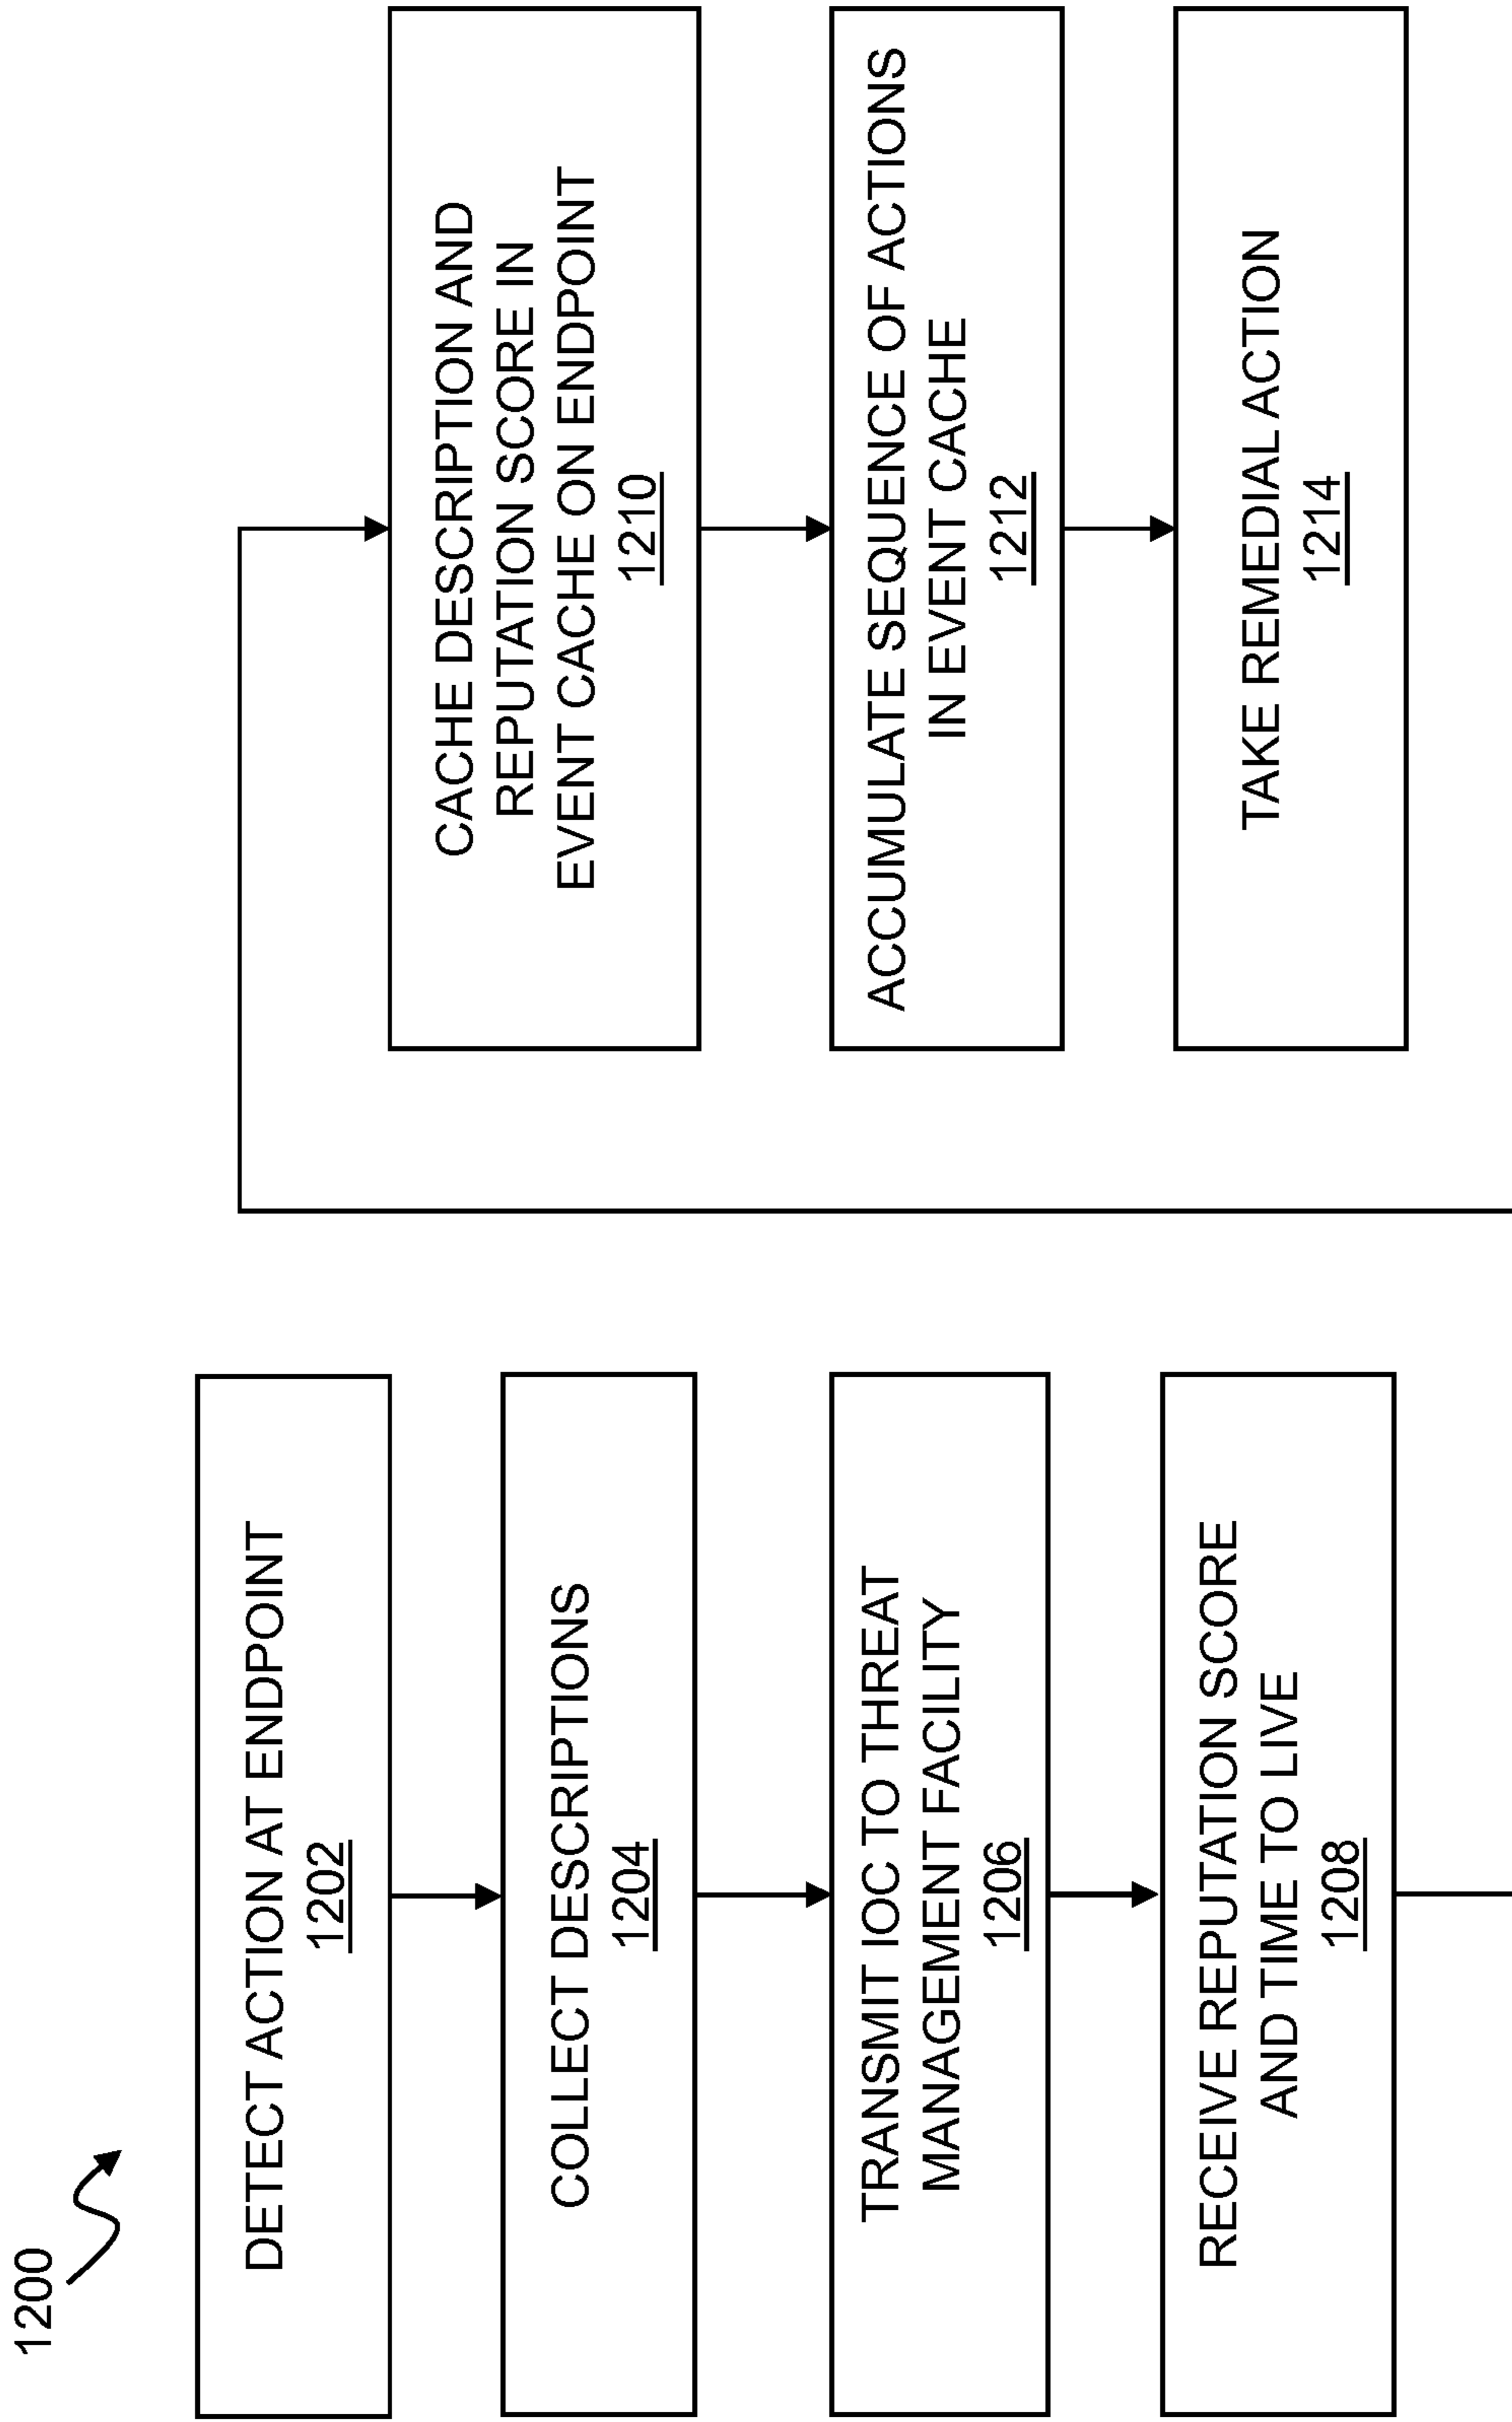 1200
DETECT ACTION AT ENDPOINT
1202
COLLECT DESCRIPTIONS
1204
TRANSMIT IOC TO THREAT
MANAGEMENT FACILITY
1206
RECEIVE REPUTATION SCORE
AND TIME TO LIVE
1208
CACHE DESCRIPTION AND
REPUTATION SCORE IN
EVENT CACHE ON ENDPOINT
1210
ACCUMULATE SEQUENCE OF ACTIONS
IN EVENT CACHE
1212
TAKE REMEDIAL ACTION
1214